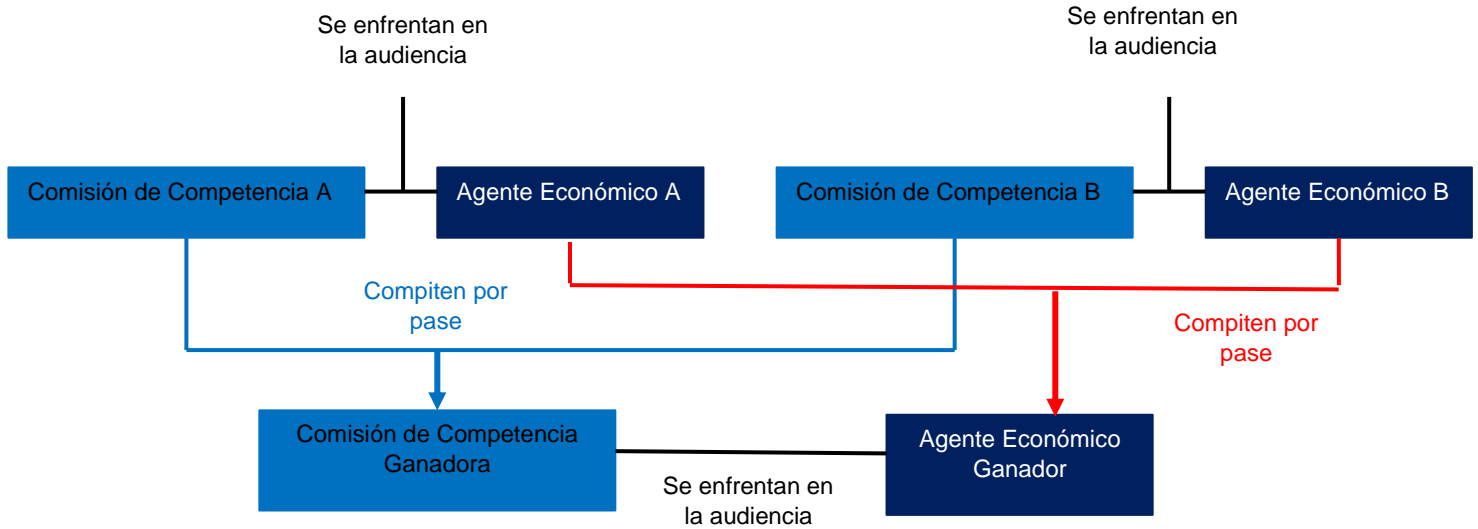 Se enfrentan en
la audiencia
Se enfrentan en
la audiencia
Comisión de Competencia A
Agente Económico A
Comisión de Competencia B
Agente Económico B
Compiten por
pase
Compiten por
pase
Comisión de Competencia
Ganadora
Agente Económico
Ganador
Se enfrentan en
la audiencia